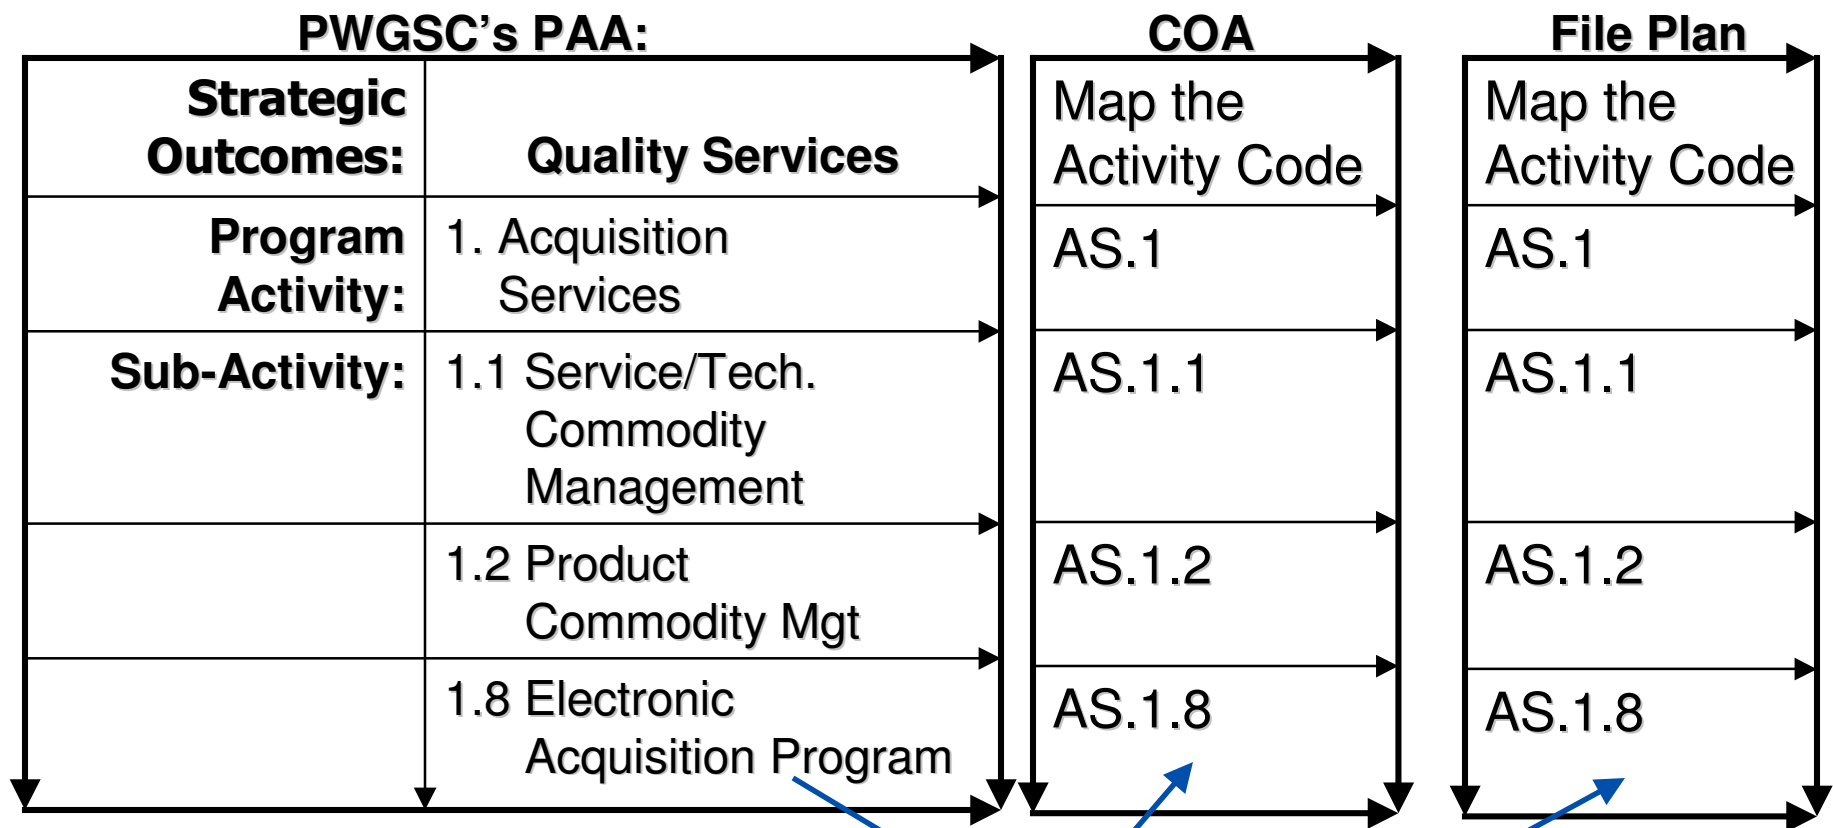 PWGSC's PAA:
Strategic
Outcomes:
Quality Services
Program
Activity:
1. Acquisition
Services
Sub-Activity:
1.1 Service/Tech.
Commodity
Management
1.2 Product
Commodity Mgt
1.8 Electronic
Acquisition Program
COA
Map the
Activity Code
AS.1
AS.1.1
AS.1.2
AS.1.8
File Plan
Map the
Activity Code
AS.1
AS.1.1
AS.1.2
AS.1.8